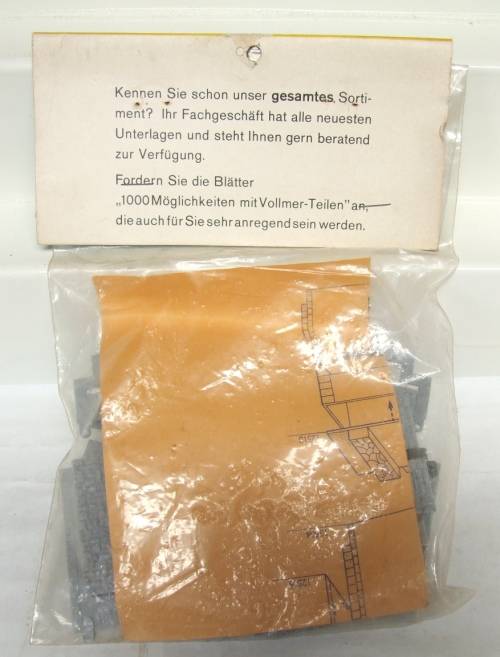 Kennen Sie schon unser gesamtes Sorti-
ment? Ihr Fachgeschäft hat alle neuesten
Unterlagen und steht Ihnen gern beratend
zur Verfügung.
Fordern Sie die Blätter
„1000 Möglichkeiten mit Vollmer-Teilen" an,
die auch für Sie sehr anregend sein werden.